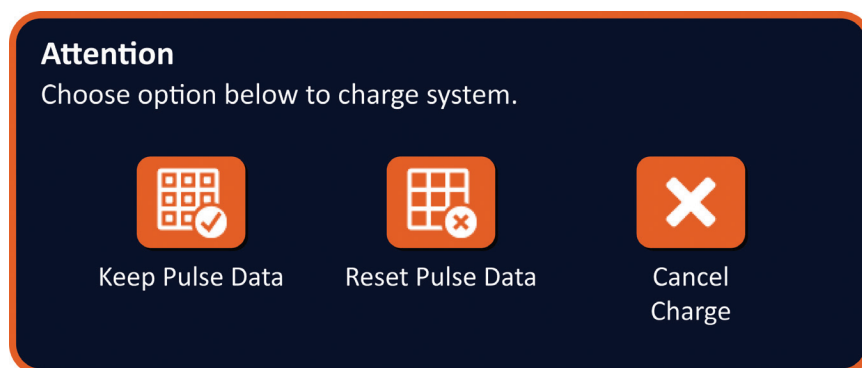 Attention
Choose option below to charge system.
Keep Pulse Data
Reset Pulse Data
Cancel
Charge